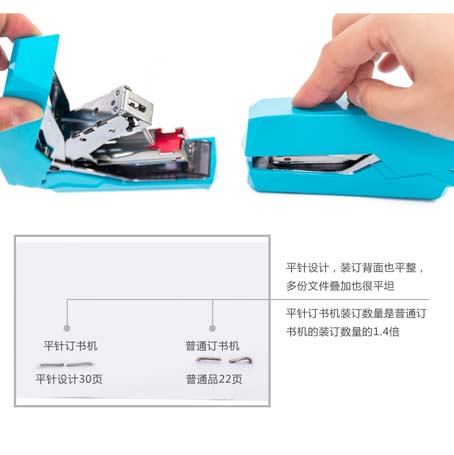 平针设计，装订背面也平整，
多份文件叠加也很平坦
平针订书机装订数量是普通订
书机的装订数量的1.4倍
平针订书机
普通订书机
平针设计30页
普通品22页